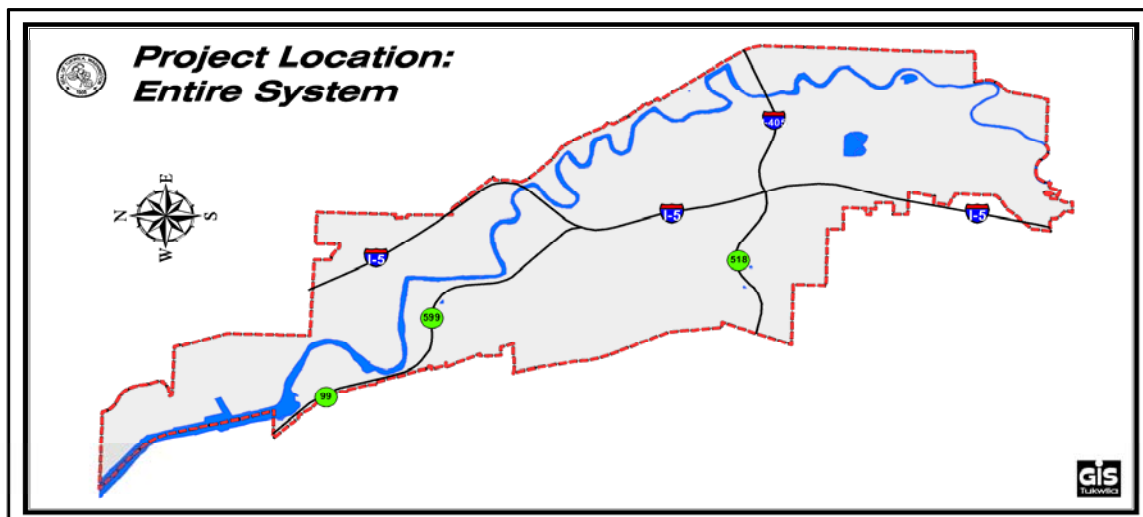 Project Location:
Entire System
N
E
S
W
I-405
I-5
I-5
I-5
518
599
99
GIS
Tukwila